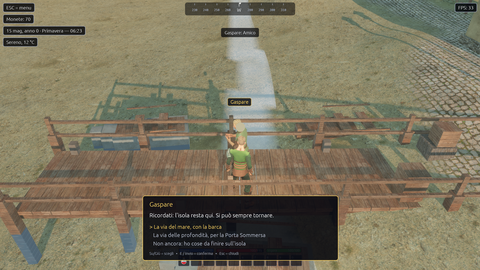 ESC – menu
Monete: 70
15 mag, anno 0 · Primavera — 06:23
Sereno, 12 °C
FPS: 33
Gaspare: Amico
Gaspare
Gaspare
Ricordati: l'isola resta qui. Si può sempre tornare.
> La via del mare, con la barca
La via delle profondità, per la Porta Sommersa
Non ancora: ho cose da finire sull'isola